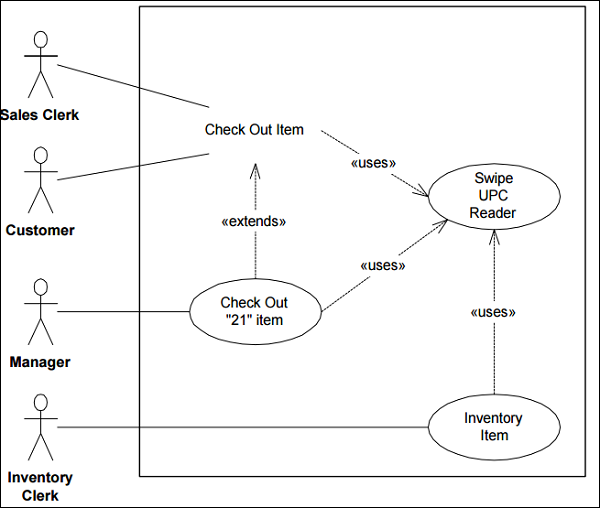 Sales Clerk
Check Out Item
«uses»
Swipe
UPC
Reader
Customer
«extends»
«uses»
Check Out
"21" item
«uses»
Manager
Inventory
Item
Inventory
Clerk